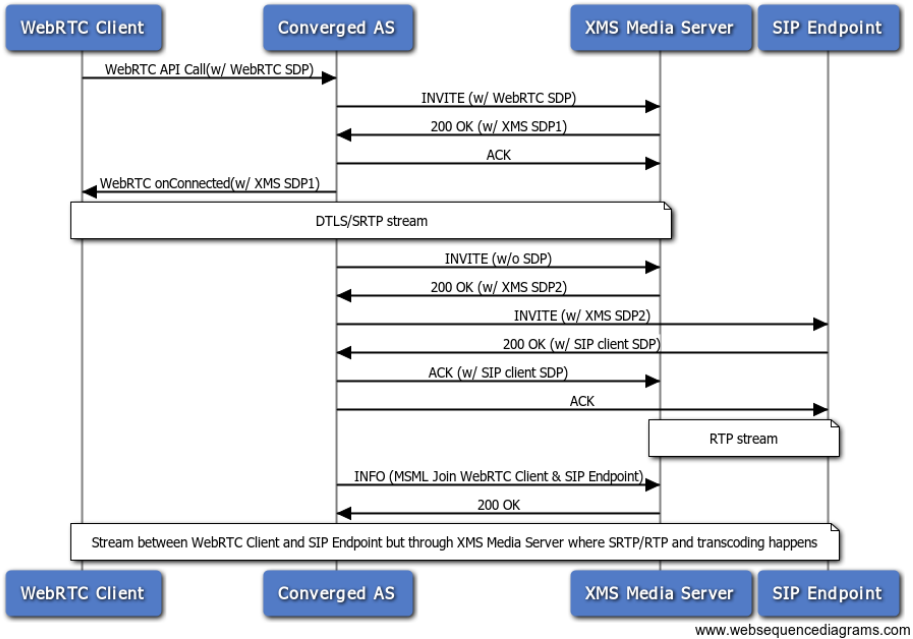 WebRTC Client Converged AS XMS Media Server SIP Endpoint
WebRTC API Call(w/ WebRTC SDP)
INVITE (w/ WebRTC SDP)
200 OK (w/ XMS SDP1)
ACK
WebRTC onConnected(w/ XMS SDP1)
DTLS/SRTP stream
INVITE (w/o SDP)
200 OK (w/ XMS SDP2)
INVITE (w/ XMS SDP2)
200 OK (w/ SIP client SDP)
ACK (w/ SIP client SDP)
ACK
RTP stream
INFO (MSML Join WebRTC Client & SIP Endpoint)
200 OK
Stream between WebRTC Client and SIP Endpoint but through XMS Media Server where SRTP/RTP and transcoding happens
WebRTC Client Converged AS XMS Media Server SIP Endpoint
www.websequencediagrams.com